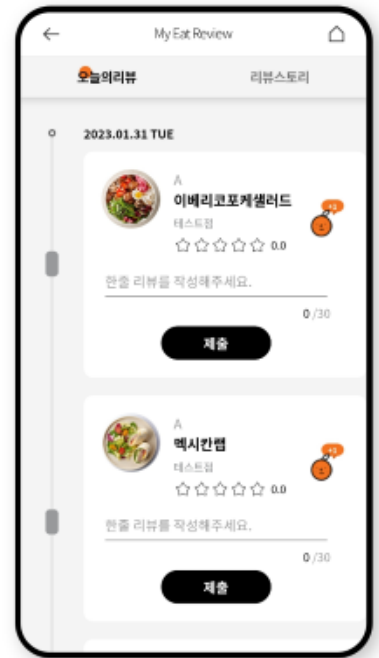 My Eat Review
오늘의리뷰
리뷰스토리
2023.01.31 TUE
A
이베리코포케샐러드
+1
테스트점
0.0
한줄 리뷰를 작성해주세요.
0 /30
제출
A
멕시칸랩
+1
테스트점
0.0
한줄 리뷰를 작성해주세요.
0 /30
제출